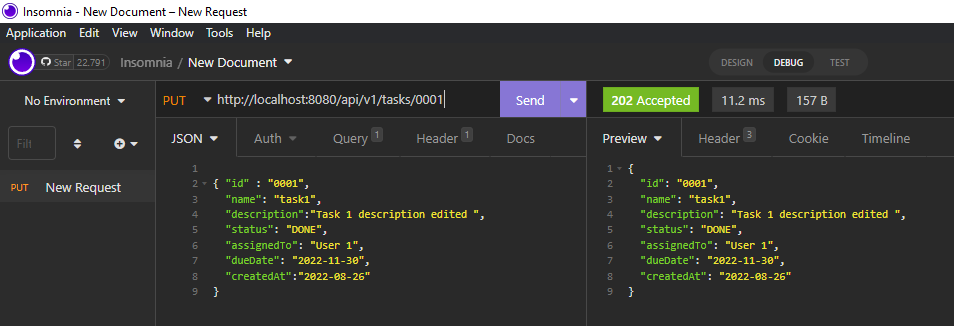 Insomnia - New Document – New Request
Application Edit View Window Tools Help
Star 22.791 Insomnia / New Document DESIGN DEBUG TEST
No Environment PUT http://localhost:8080/api/v1/tasks/0001 Send 202 Accepted 11.2 ms 157 B
Filt JSON Auth Query 1 Header 1 Docs Preview Header 3 Cookie Timeline
PUT New Request
1
2 { "id" : "0001",
3 "name": "task1",
4 "description":"Task 1 description edited ",
5 "status": "DONE",
6 "assignedTo": "User 1",
7 "dueDate": "2022-11-30",
8 "createdAt":"2022-08-26"
9 }
1 {
2 "id": "0001",
3 "name": "task1",
4 "description": "Task 1 description edited ",
5 "status": "DONE",
6 "assignedTo": "User 1",
7 "dueDate": "2022-11-30",
8 "createdAt": "2022-08-26"
9 }